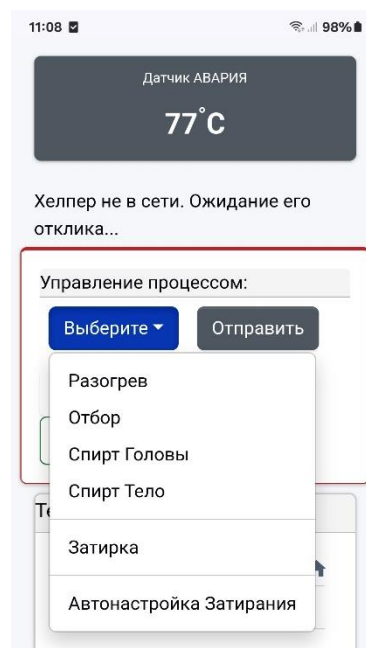 11:08 98%
Датчик АВАРИЯ
77°C
Хелпер не в сети. Ожидание его
отклика...
Управление процессом:
Выберите Отправить
Разогрев
Отбор
Спирт Головы
Спирт Тело
Те
Затирка
Автонастройка Затирания